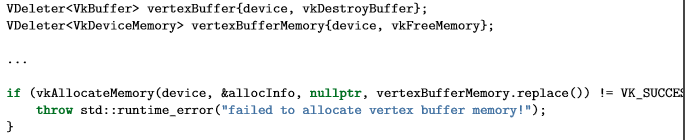 VDeleter<VkBuffer> vertexBuffer{device, vkDestroyBuffer};
VDeleter<VkDeviceMemory> vertexBufferMemory{device, vkFreeMemory};
...
if (vkAllocateMemory(device, &allocInfo, nullptr, vertexBufferMemory.replace()) != VK_SUCCES
    throw std::runtime_error("failed to allocate vertex buffer memory!");
}